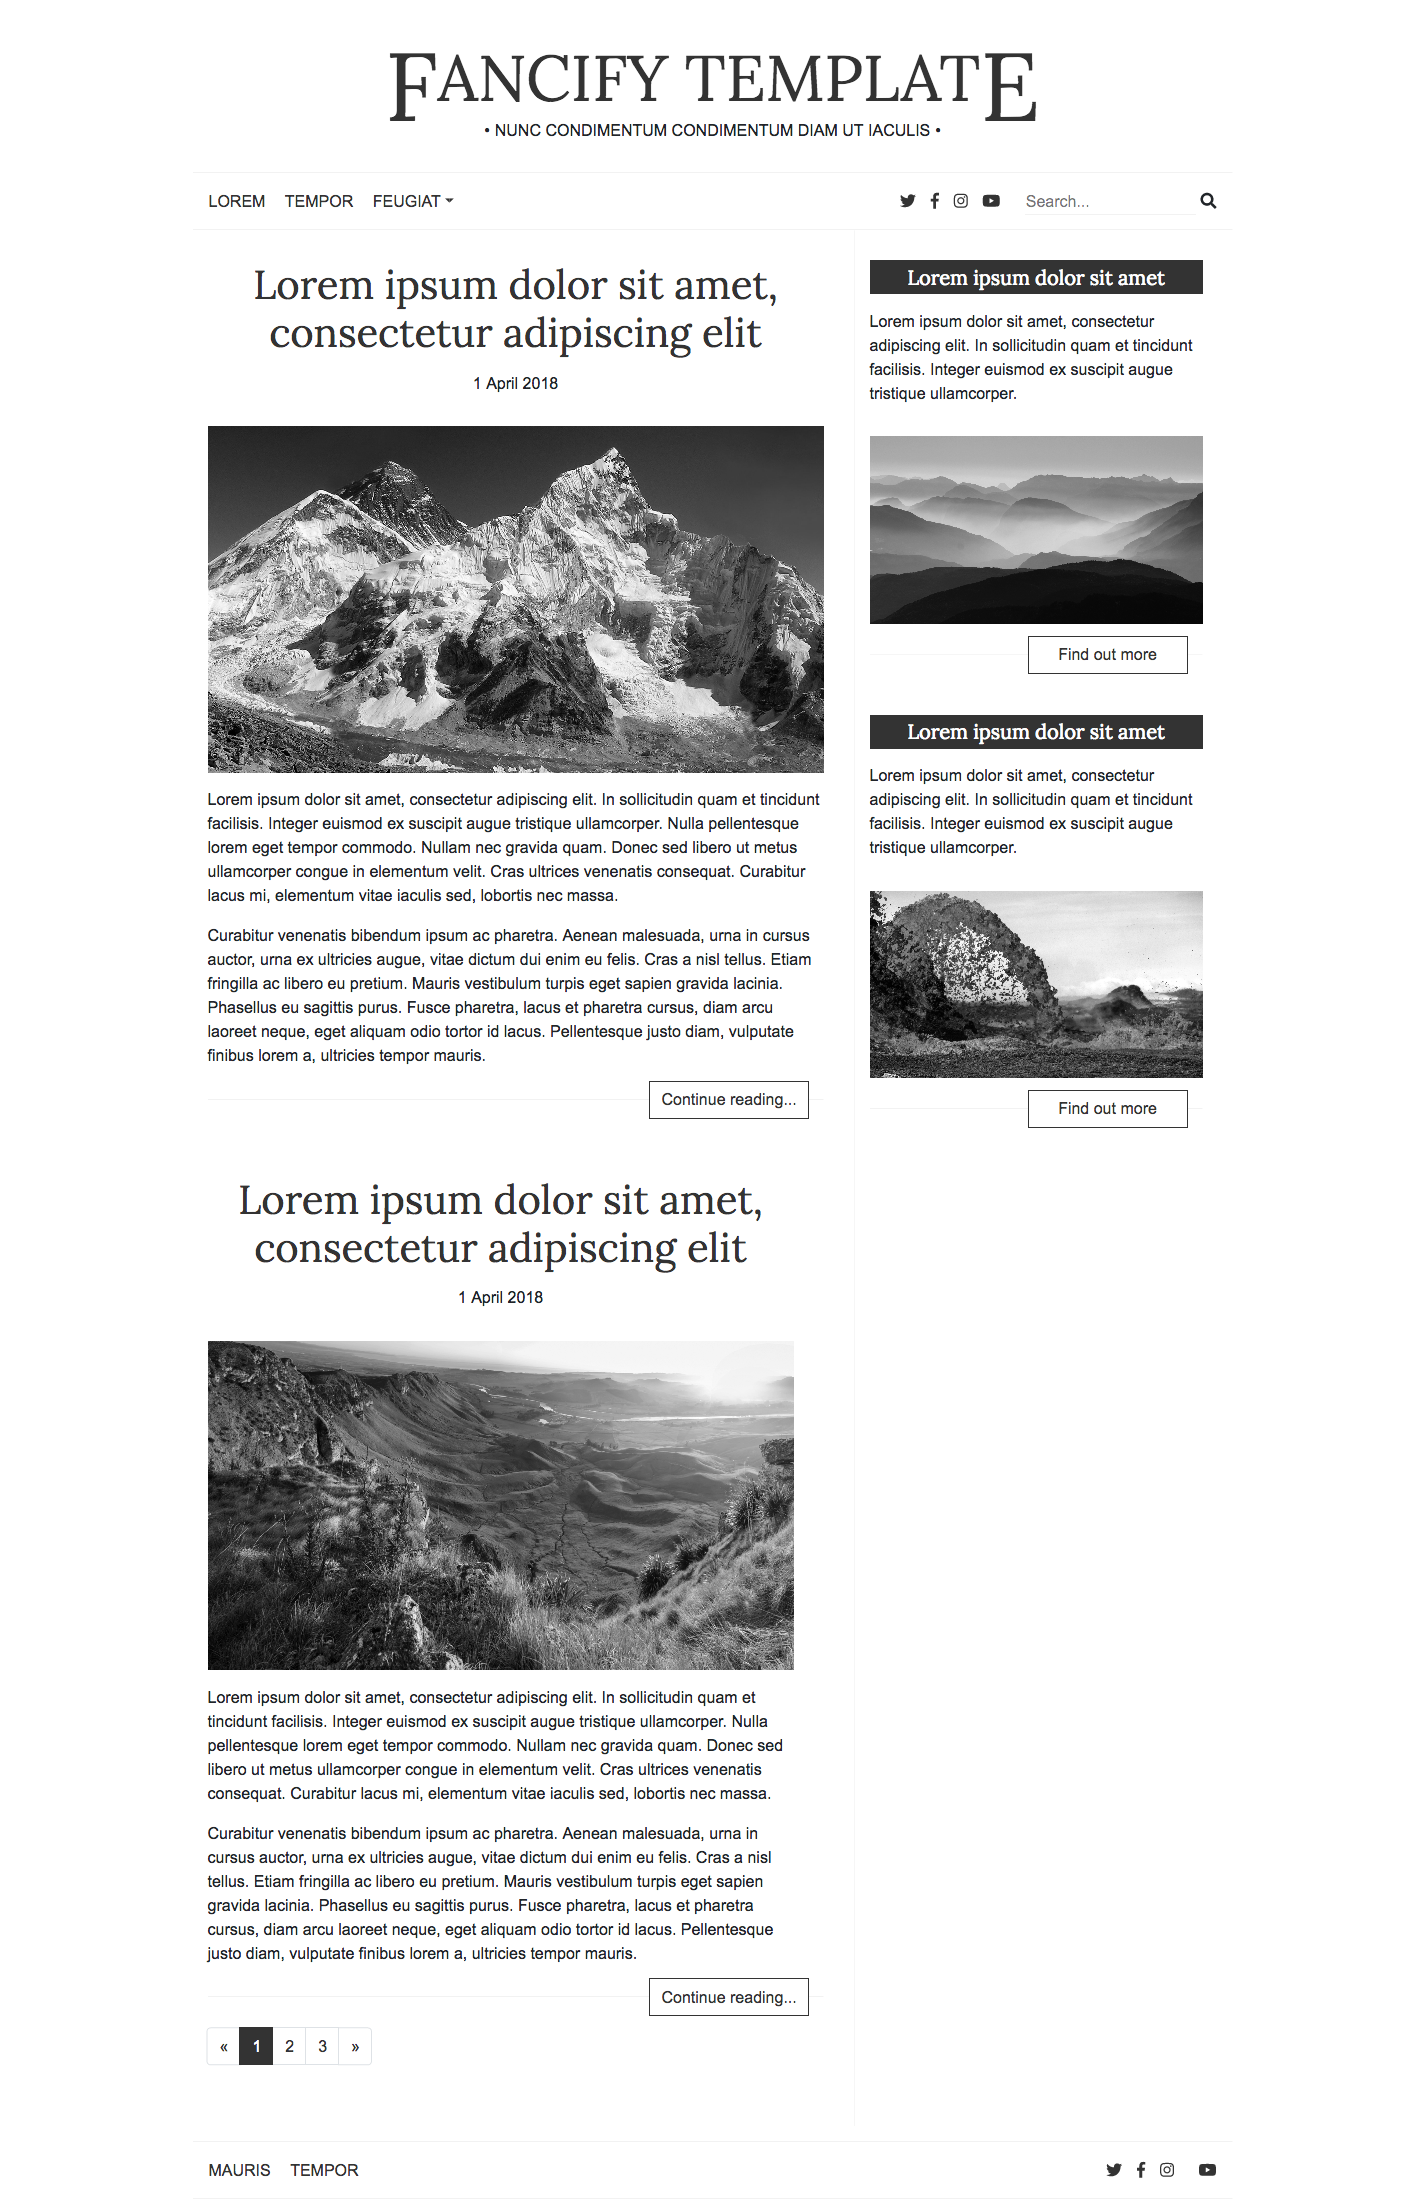 FANCIFY TEMPLATE
• NUNC CONDIMENTUM CONDIMENTUM DIAM UT IACULIS •
LOREM TEMPOR FEUGIAT
Search...
Lorem ipsum dolor sit amet,
consectetur adipiscing elit
1 April 2018
Lorem ipsum dolor sit amet, consectetur adipiscing elit. In sollicitudin quam et tincidunt
facilisis. Integer euismod ex suscipit augue tristique ullamcorper. Nulla pellentesque
lorem eget tempor commodo. Nullam nec gravida quam. Donec sed libero ut metus
ullamcorper congue in elementum velit. Cras ultrices venenatis consequat. Curabitur
lacus mi, elementum vitae iaculis sed, lobortis nec massa.
Curabitur venenatis bibendum ipsum ac pharetra. Aenean malesuada, urna in cursus
auctor, urna ex ultricies augue, vitae dictum dui enim eu felis. Cras a nisl tellus. Etiam
fringilla ac libero eu pretium. Mauris vestibulum turpis eget sapien gravida lacinia.
Phasellus eu sagittis purus. Fusce pharetra, lacus et pharetra cursus, diam arcu
laoreet neque, eget aliquam odio tortor id lacus. Pellentesque justo diam, vulputate
finibus lorem a, ultricies tempor mauris.
Continue reading...
Lorem ipsum dolor sit amet,
consectetur adipiscing elit
1 April 2018
Lorem ipsum dolor sit amet, consectetur adipiscing elit. In sollicitudin quam et
tincidunt facilisis. Integer euismod ex suscipit augue tristique ullamcorper. Nulla
pellentesque lorem eget tempor commodo. Nullam nec gravida quam. Donec sed
libero ut metus ullamcorper congue in elementum velit. Cras ultrices venenatis
consequat. Curabitur lacus mi, elementum vitae iaculis sed, lobortis nec massa.
Curabitur venenatis bibendum ipsum ac pharetra. Aenean malesuada, urna in
cursus auctor, urna ex ultricies augue, vitae dictum dui enim eu felis. Cras a nisl
tellus. Etiam fringilla ac libero eu pretium. Mauris vestibulum turpis eget sapien
gravida lacinia. Phasellus eu sagittis purus. Fusce pharetra, lacus et pharetra
cursus, diam arcu laoreet neque, eget aliquam odio tortor id lacus. Pellentesque
justo diam, vulputate finibus lorem a, ultricies tempor mauris.
Continue reading...
« 1 2 3 »
Lorem ipsum dolor sit amet
Lorem ipsum dolor sit amet, consectetur
adipiscing elit. In sollicitudin quam et tincidunt
facilisis. Integer euismod ex suscipit augue
tristique ullamcorper.
Find out more
Lorem ipsum dolor sit amet
Lorem ipsum dolor sit amet, consectetur
adipiscing elit. In sollicitudin quam et tincidunt
facilisis. Integer euismod ex suscipit augue
tristique ullamcorper.
Find out more
MAURIS TEMPOR